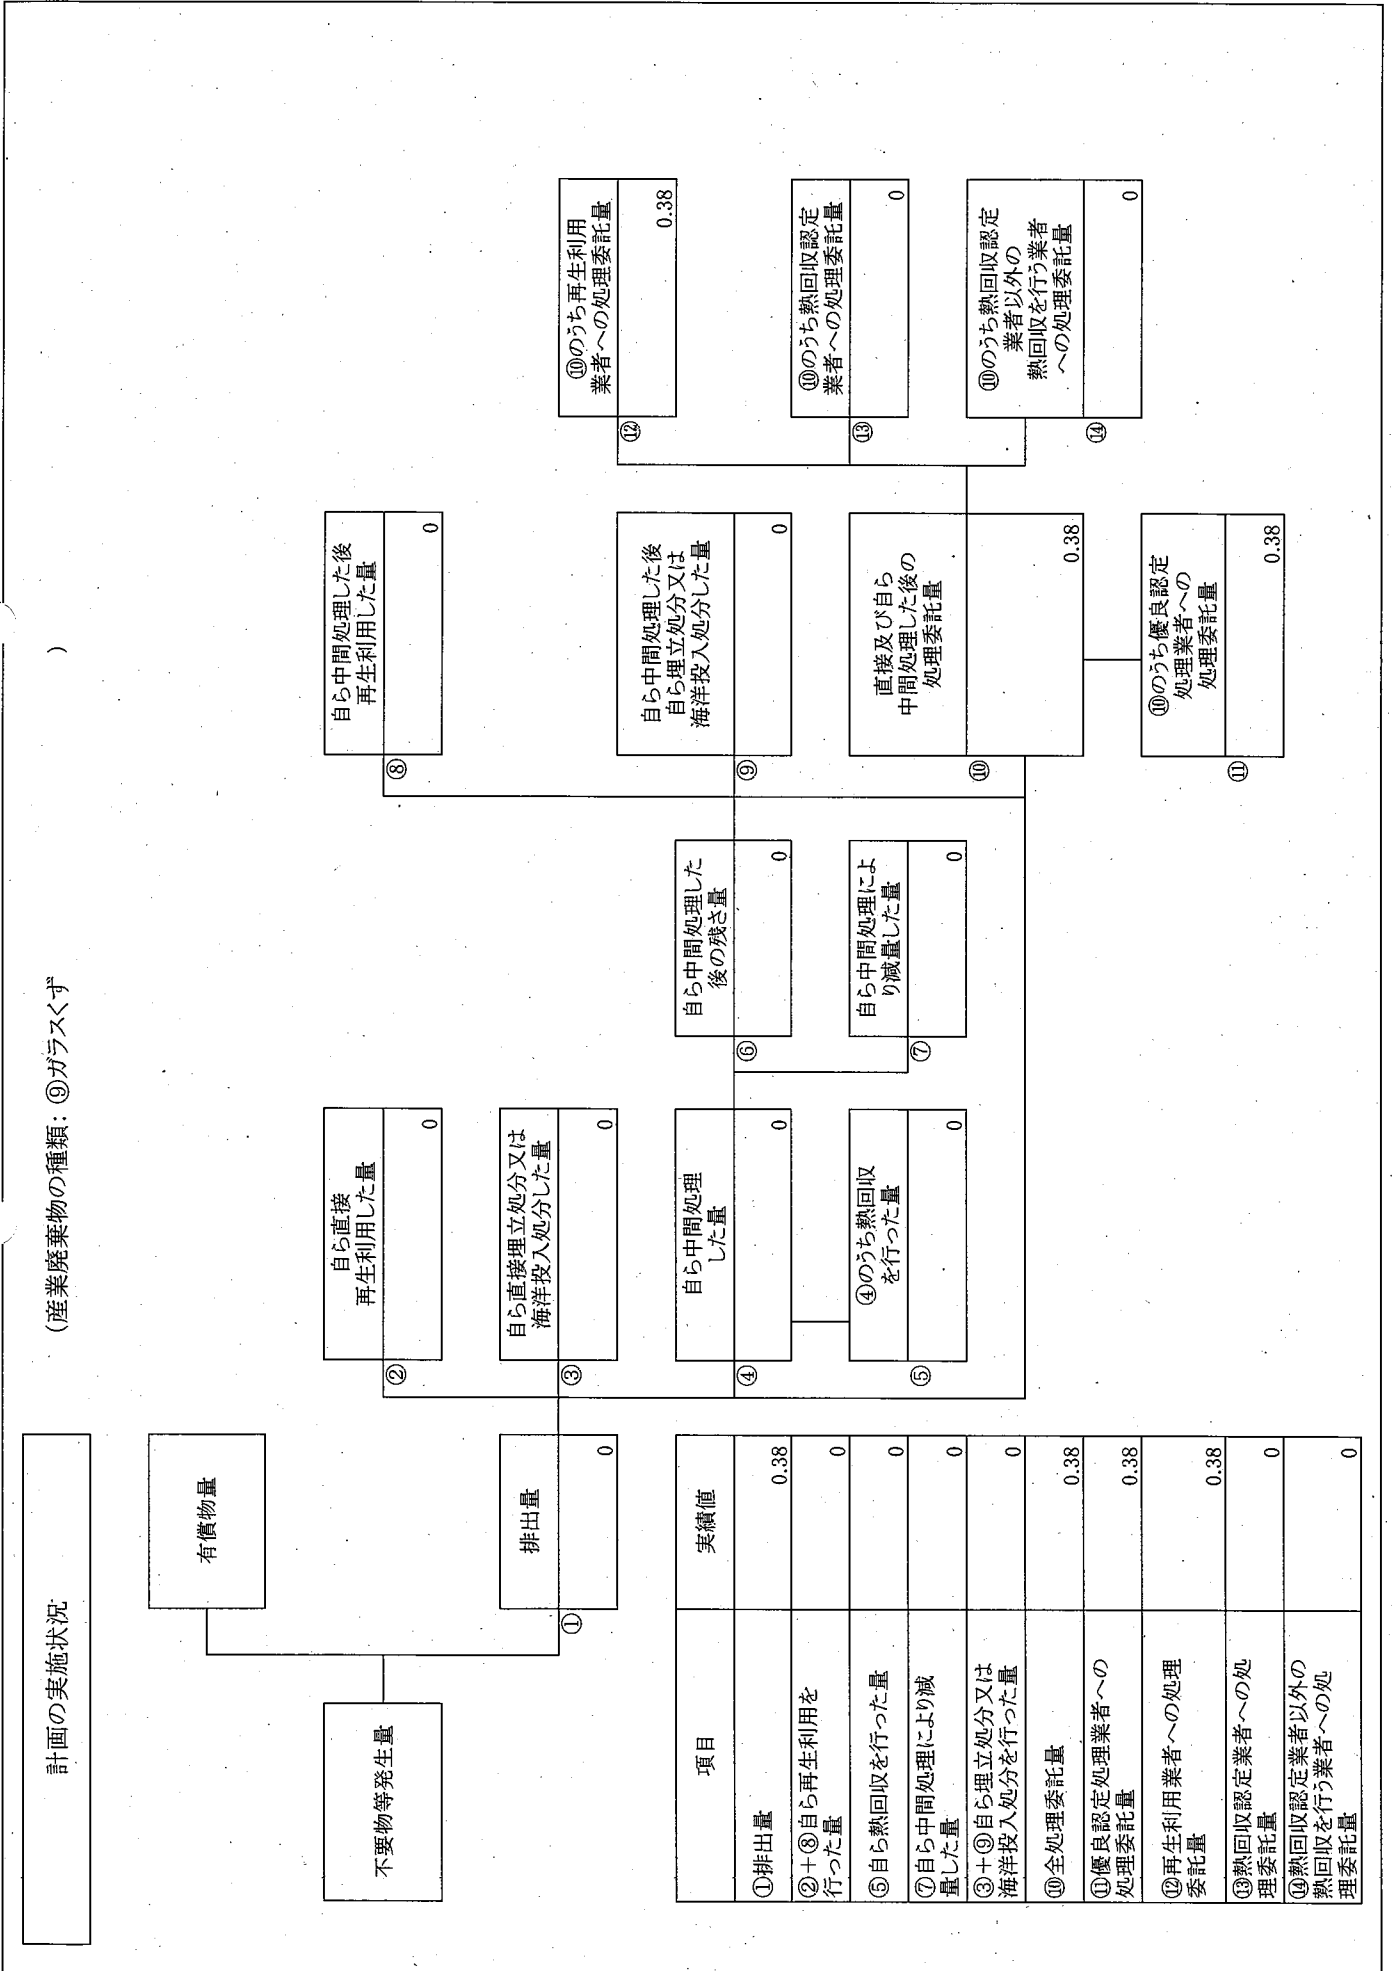 計画の実施状況
(産業廃棄物の種類：⑨ガラスくず
)
有償物量
不要物等発生量
排出量
①
0
自ら直接
再生利用した量
②
0
自ら直接埋立処分又は
海洋投入処分した量
③
0
自ら中間処理
した量
④
0
④のうち熱回収
を行った量
⑤
0
自ら中間処理した
後の残さ量
⑥
0
自ら中間処理によ
り減量した量
⑦
0
自ら中間処理した後
再生利用した量
⑧
0
自ら中間処理した後
自ら埋立処分又は
海洋投入処分した量
⑨
0
直接及び自ら
中間処理した後の
処理委託量
⑩
0.38
⑩のうち優良認定
処理業者への
処理委託量
⑪
0.38
⑩のうち再生利用
業者への処理委託量
⑫
0.38
⑩のうち熱回収認定
業者への処理委託量
⑬
0
⑩のうち熱回収認定
業者以外の
熱回収を行う業者
への処理委託量
⑭
0
項目 実績値
①排出量 0.38
②＋⑧自ら再生利用を
行った量 0
⑤自ら熱回収を行った量 0
⑦自ら中間処理により減
量した量 0
③＋⑨自ら埋立処分又は
海洋投入処分を行った量 0
⑩全処理委託量 0.38
⑪優良認定処理業者への
処理委託量 0.38
⑫再生利用業者への処理
委託量 0.38
⑬熱回収認定業者への処
理委託量 0
⑭熱回収認定業者以外の
熱回収を行う業者への処
理委託量 0